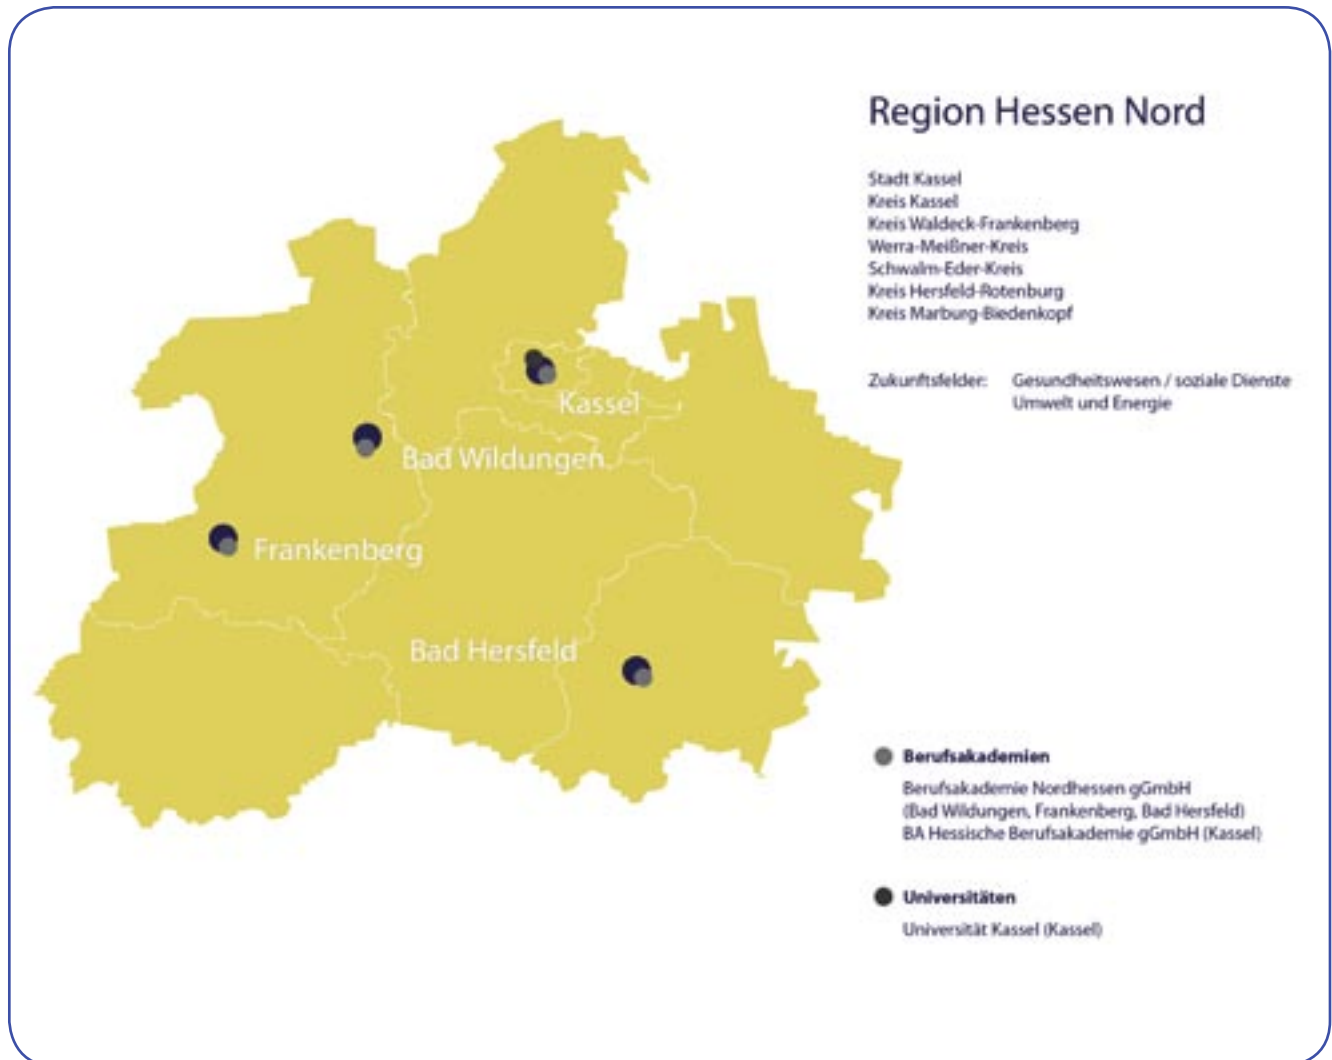 Region Hessen Nord
Stadt Kassel
Kreis Kassel
Kreis Waldeck-Frankenberg
Werra-Meißner-Kreis
Schwalm-Eder-Kreis
Kreis Hersfeld-Rotenburg
Kreis Marburg-Biedenkopf
Zukunftsfelder: Gesundheitswesen / soziale Dienste
Umwelt und Energie
Kassel
Bad Wildungen
Frankenberg
Bad Hersfeld
Berufsakademien
Berufsakademie Nordhessen gGmbH
(Bad Wildungen, Frankenberg, Bad Hersfeld)
BA Hessische Berufsakademie gGmbH (Kassel)
Universitäten
Universität Kassel (Kassel)